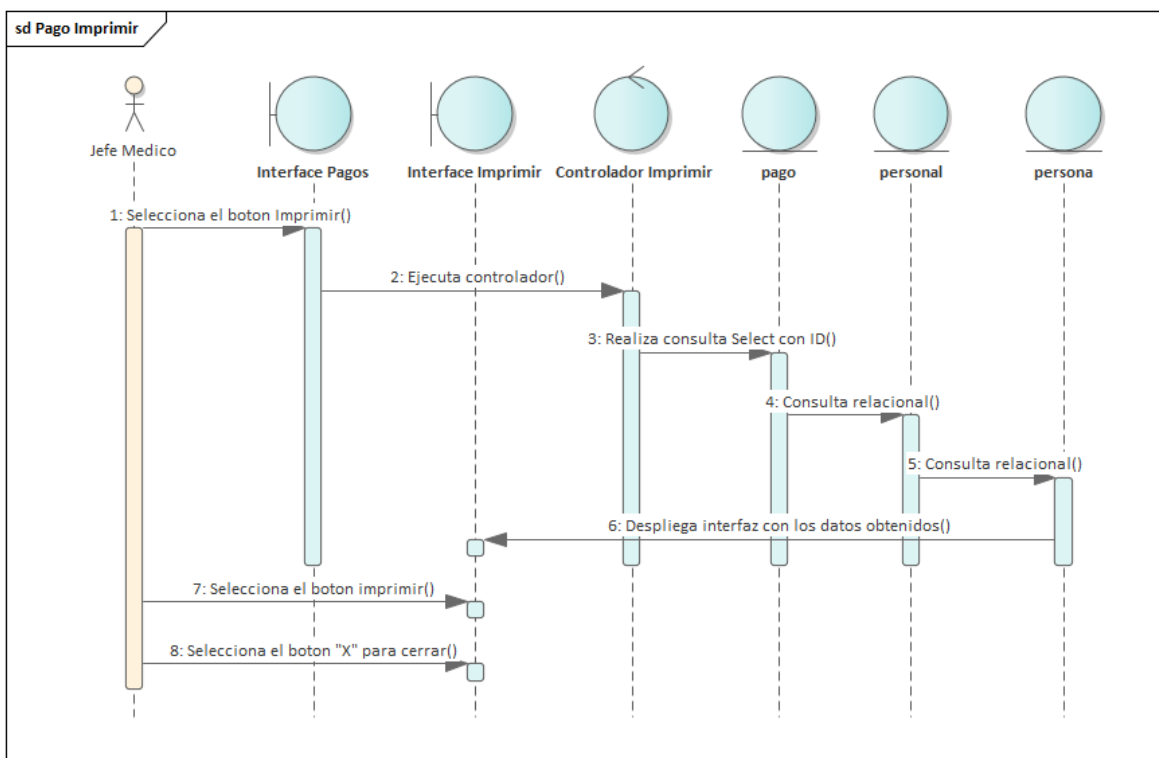 sd Pago Imprimir
Jefe Medico
Interface Pagos
Interface Imprimir
Controlador Imprimir
pago
personal
persona
1: Selecciona el boton Imprimir()
2: Ejecuta controlador()
3: Realiza consulta Select con ID()
4: Consulta relacional()
5: Consulta relacional()
6: Despliega interfaz con los datos obtenidos()
7: Selecciona el boton imprimir()
8: Selecciona el boton "X" para cerrar()